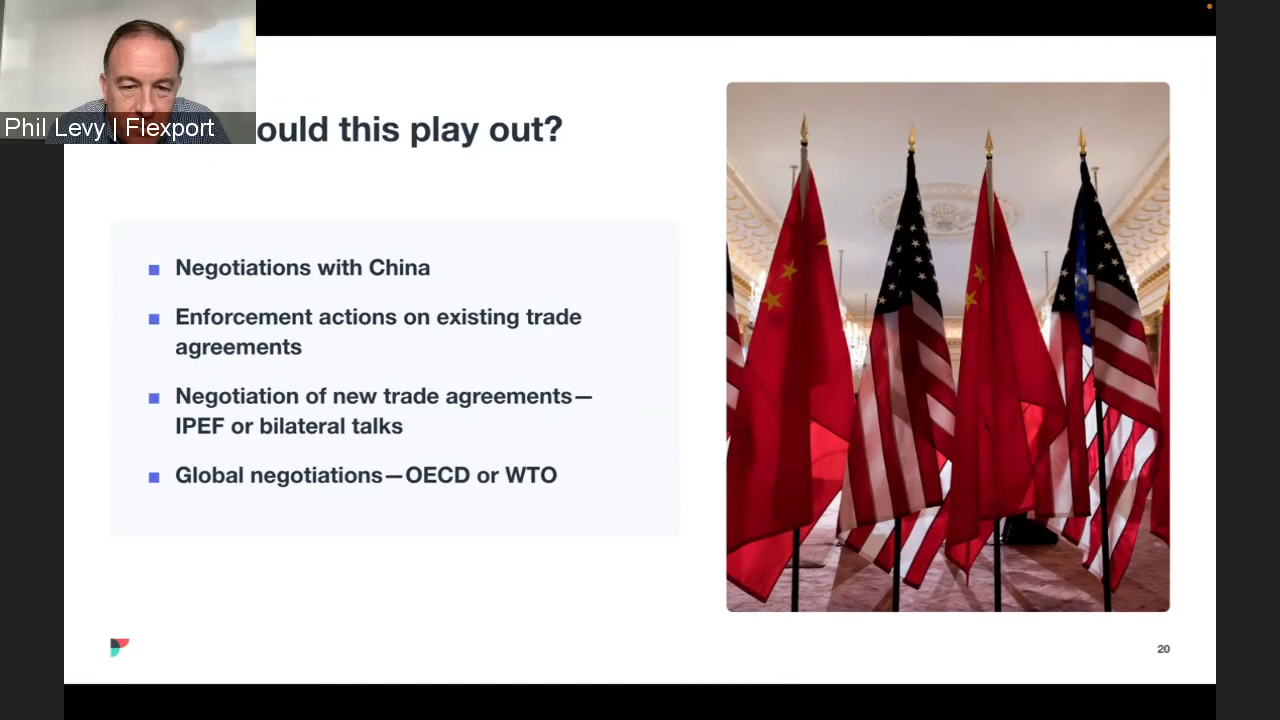 Phil Levy | Flexport
ould this play out?
Negotiations with China
Enforcement actions on existing trade
agreements
Negotiation of new trade agreements—
IPEF or bilateral talks
Global negotiations—OECD or WTO
20